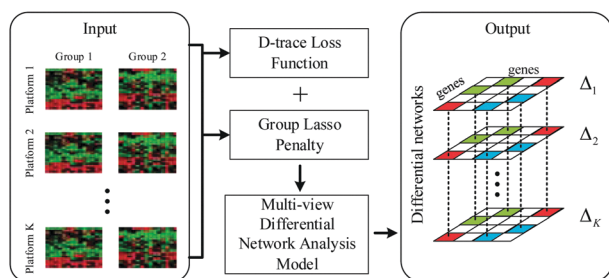 Input
Group 1 Group 2
Platform 1
Platform 2
Platform K
D-trace Loss
Function
+
Group Lasso
Penalty
Multi-view
Differential
Network Analysis
Model
Output
Differential networks
genes
genes
Δ1
Δ2
ΔK